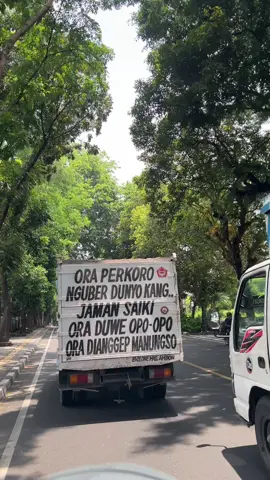 ORA PERKORO
NGUBER DUNYO KANG..
JAMAN SAIKI
ORA DUWE OPO-OPO
ORA DIANGGEP MANUNGSO